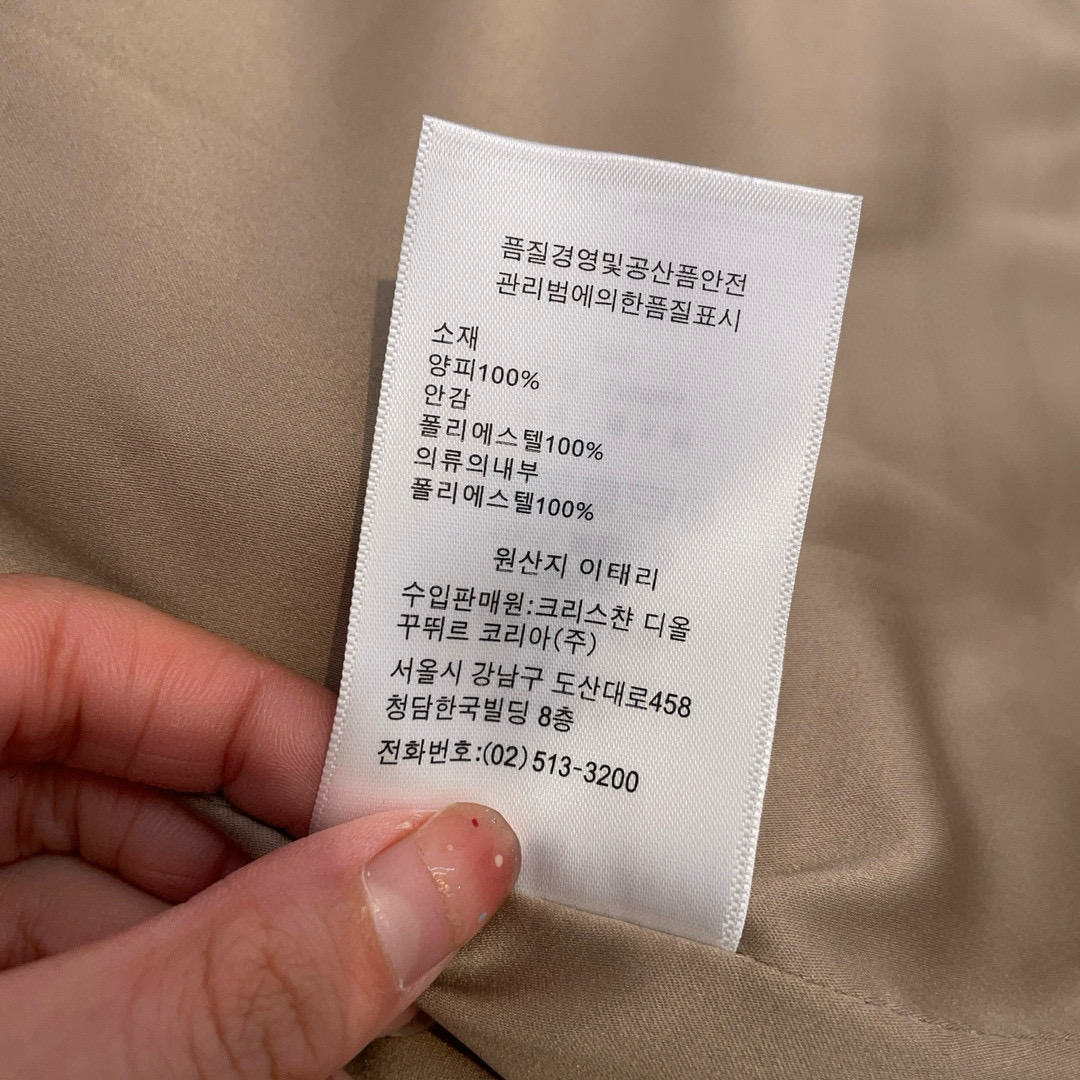 품질경영및공산품안전
관리범에의한품질표시
소재
양피100%
안감
폴리에스텔100%
의류의내부
폴리에스텔100%
원산지 이태리
수입판매원:크리스챤 디올
꾸뛰르 코리아(주)
서울시 강남구 도산대로458
청담한국빌딩 8층
전화번호:(02)513-3200